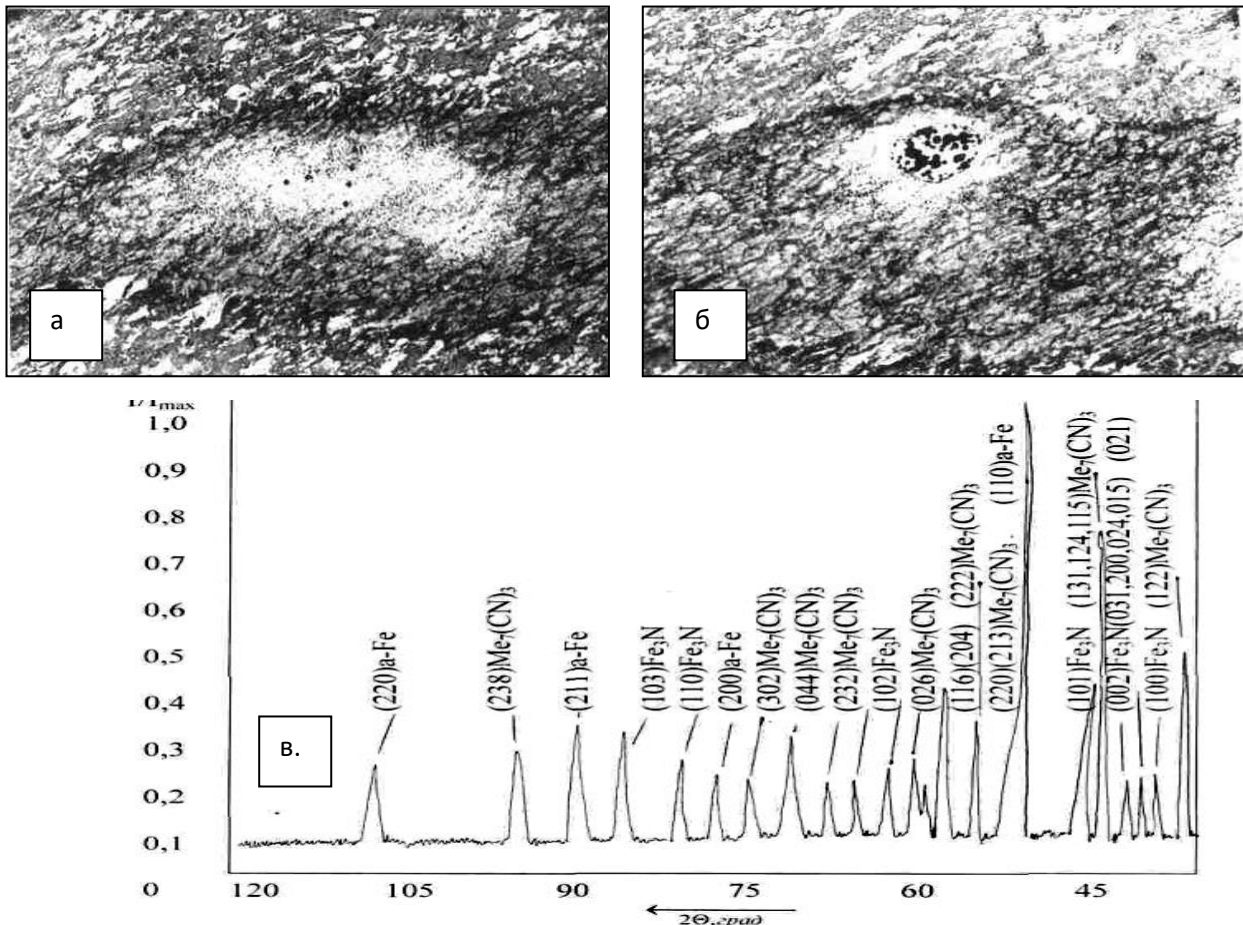 а
б
I/I max
1,0
0,9
0,8
0,7
0,6
0,5
0,4
0,3
0,2
0,1
0
(220)a-Fe
(238)Me7(CN)3
(211)a-Fe
(103)Fe3N
(110)Fe3N
(200)a-Fe
(302)Me7(CN)3
(044)Me7(CN)3
(232)Me7(CN)3
(102)Fe3N
(026)Me7(CN)3
(116)(204) (222)Me7(CN)3
(220)(213)Me7(CN)3
(110)a-Fe
(101)Fe3N (131,124,115)Me7(CN)3
(002)Fe3N(031,200,024,015) (021)
(100)Fe3N (122)Me7(CN)3
в.
120 105 90 75 60 45
2Θ,град